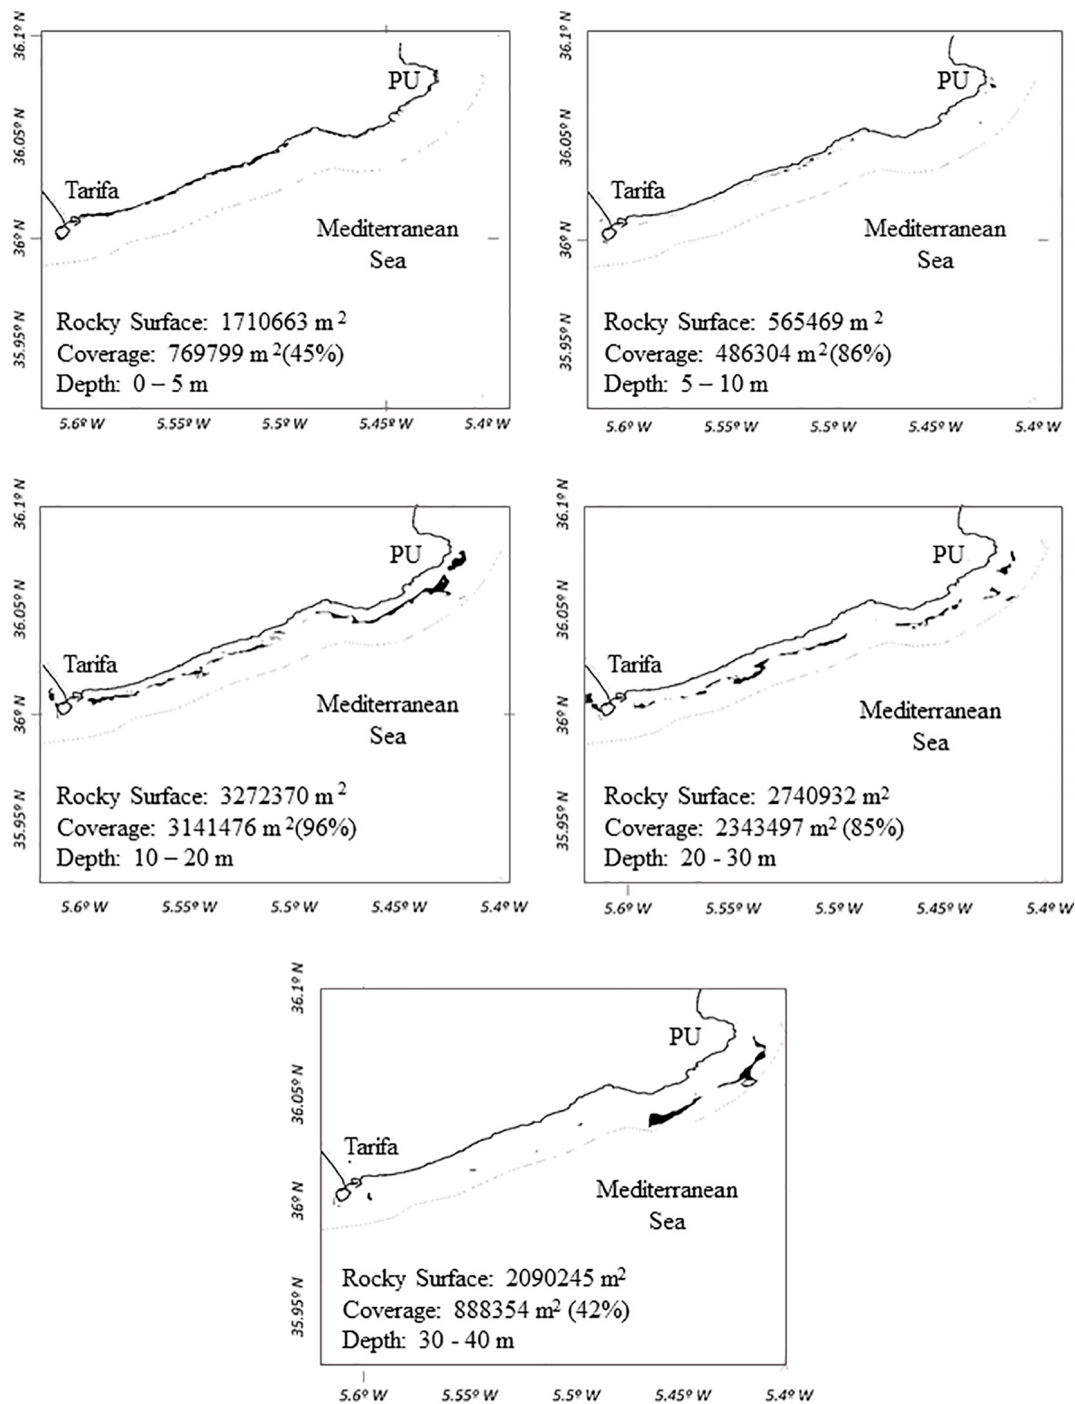 36.1º N
36.05º N
36º N
35.95º N
PU
Tarifa
Mediterranean
Sea
Rocky Surface: 1710663 m²
Coverage: 769799 m²(45%)
Depth: 0 – 5 m
5.6º W 5.55º W 5.5º W 5.45º W 5.4º W
36.1º N
36.05º N
36º N
35.95º N
PU
Tarifa
Mediterranean
Sea
Rocky Surface: 565469 m²
Coverage: 486304 m²(86%)
Depth: 5 – 10 m
5.6º W 5.55º W 5.5º W 5.45º W 5.4º W
36.1º N
36.05º N
36º N
35.95º N
PU
Tarifa
Mediterranean
Sea
Rocky Surface: 3272370 m²
Coverage: 3141476 m²(96%)
Depth: 10 – 20 m
5.6º W 5.55º W 5.5º W 5.45º W 5.4º W
36.1º N
36.05º N
36º N
35.95º N
PU
Tarifa
Mediterranean
Sea
Rocky Surface: 2740932 m²
Coverage: 2343497 m² (85%)
Depth: 20 - 30 m
5.6º W 5.55º W 5.5º W 5.45º W 5.4º W
36.1º N
36.05º N
36º N
35.95º N
PU
Tarifa
Mediterranean
Sea
Rocky Surface: 2090245 m²
Coverage: 888354 m² (42%)
Depth: 30 - 40 m
5.6º W 5.55º W 5.5º W 5.45º W 5.4º W